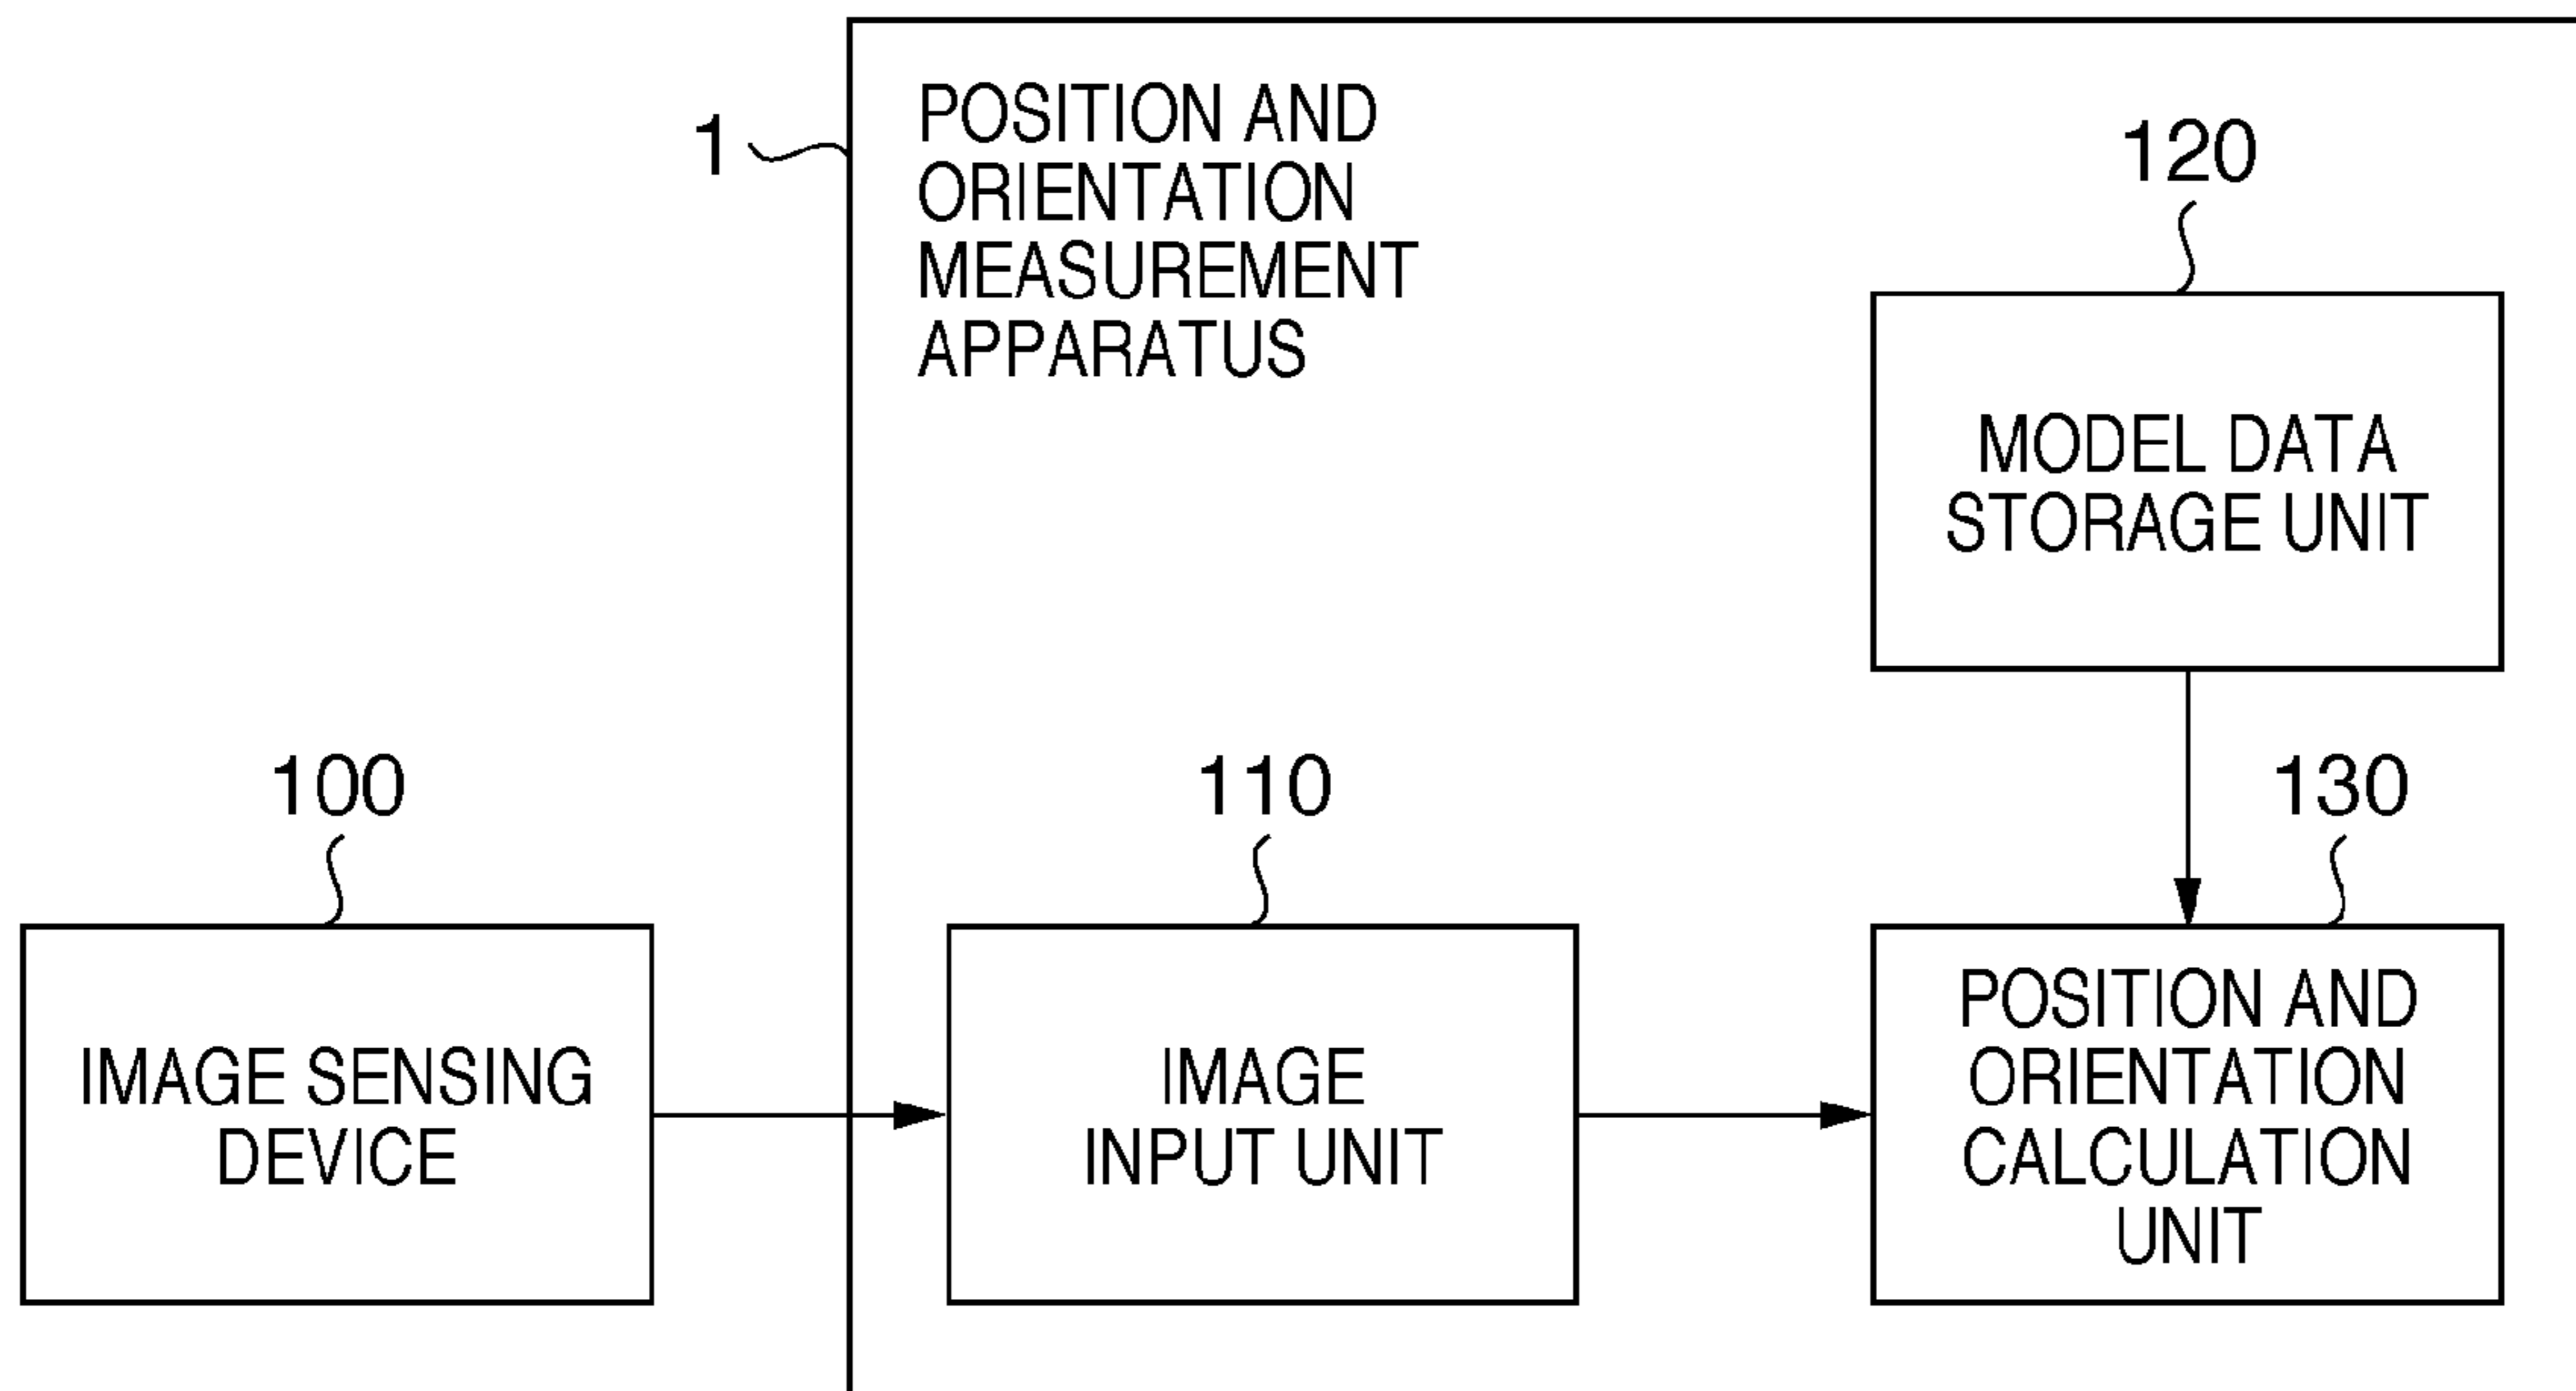 1
POSITION AND
ORIENTATION
MEASUREMENT
APPARATUS
120
MODEL DATA
STORAGE UNIT
100
IMAGE SENSING
DEVICE
110
IMAGE
INPUT UNIT
130
POSITION AND
ORIENTATION
CALCULATION
UNIT